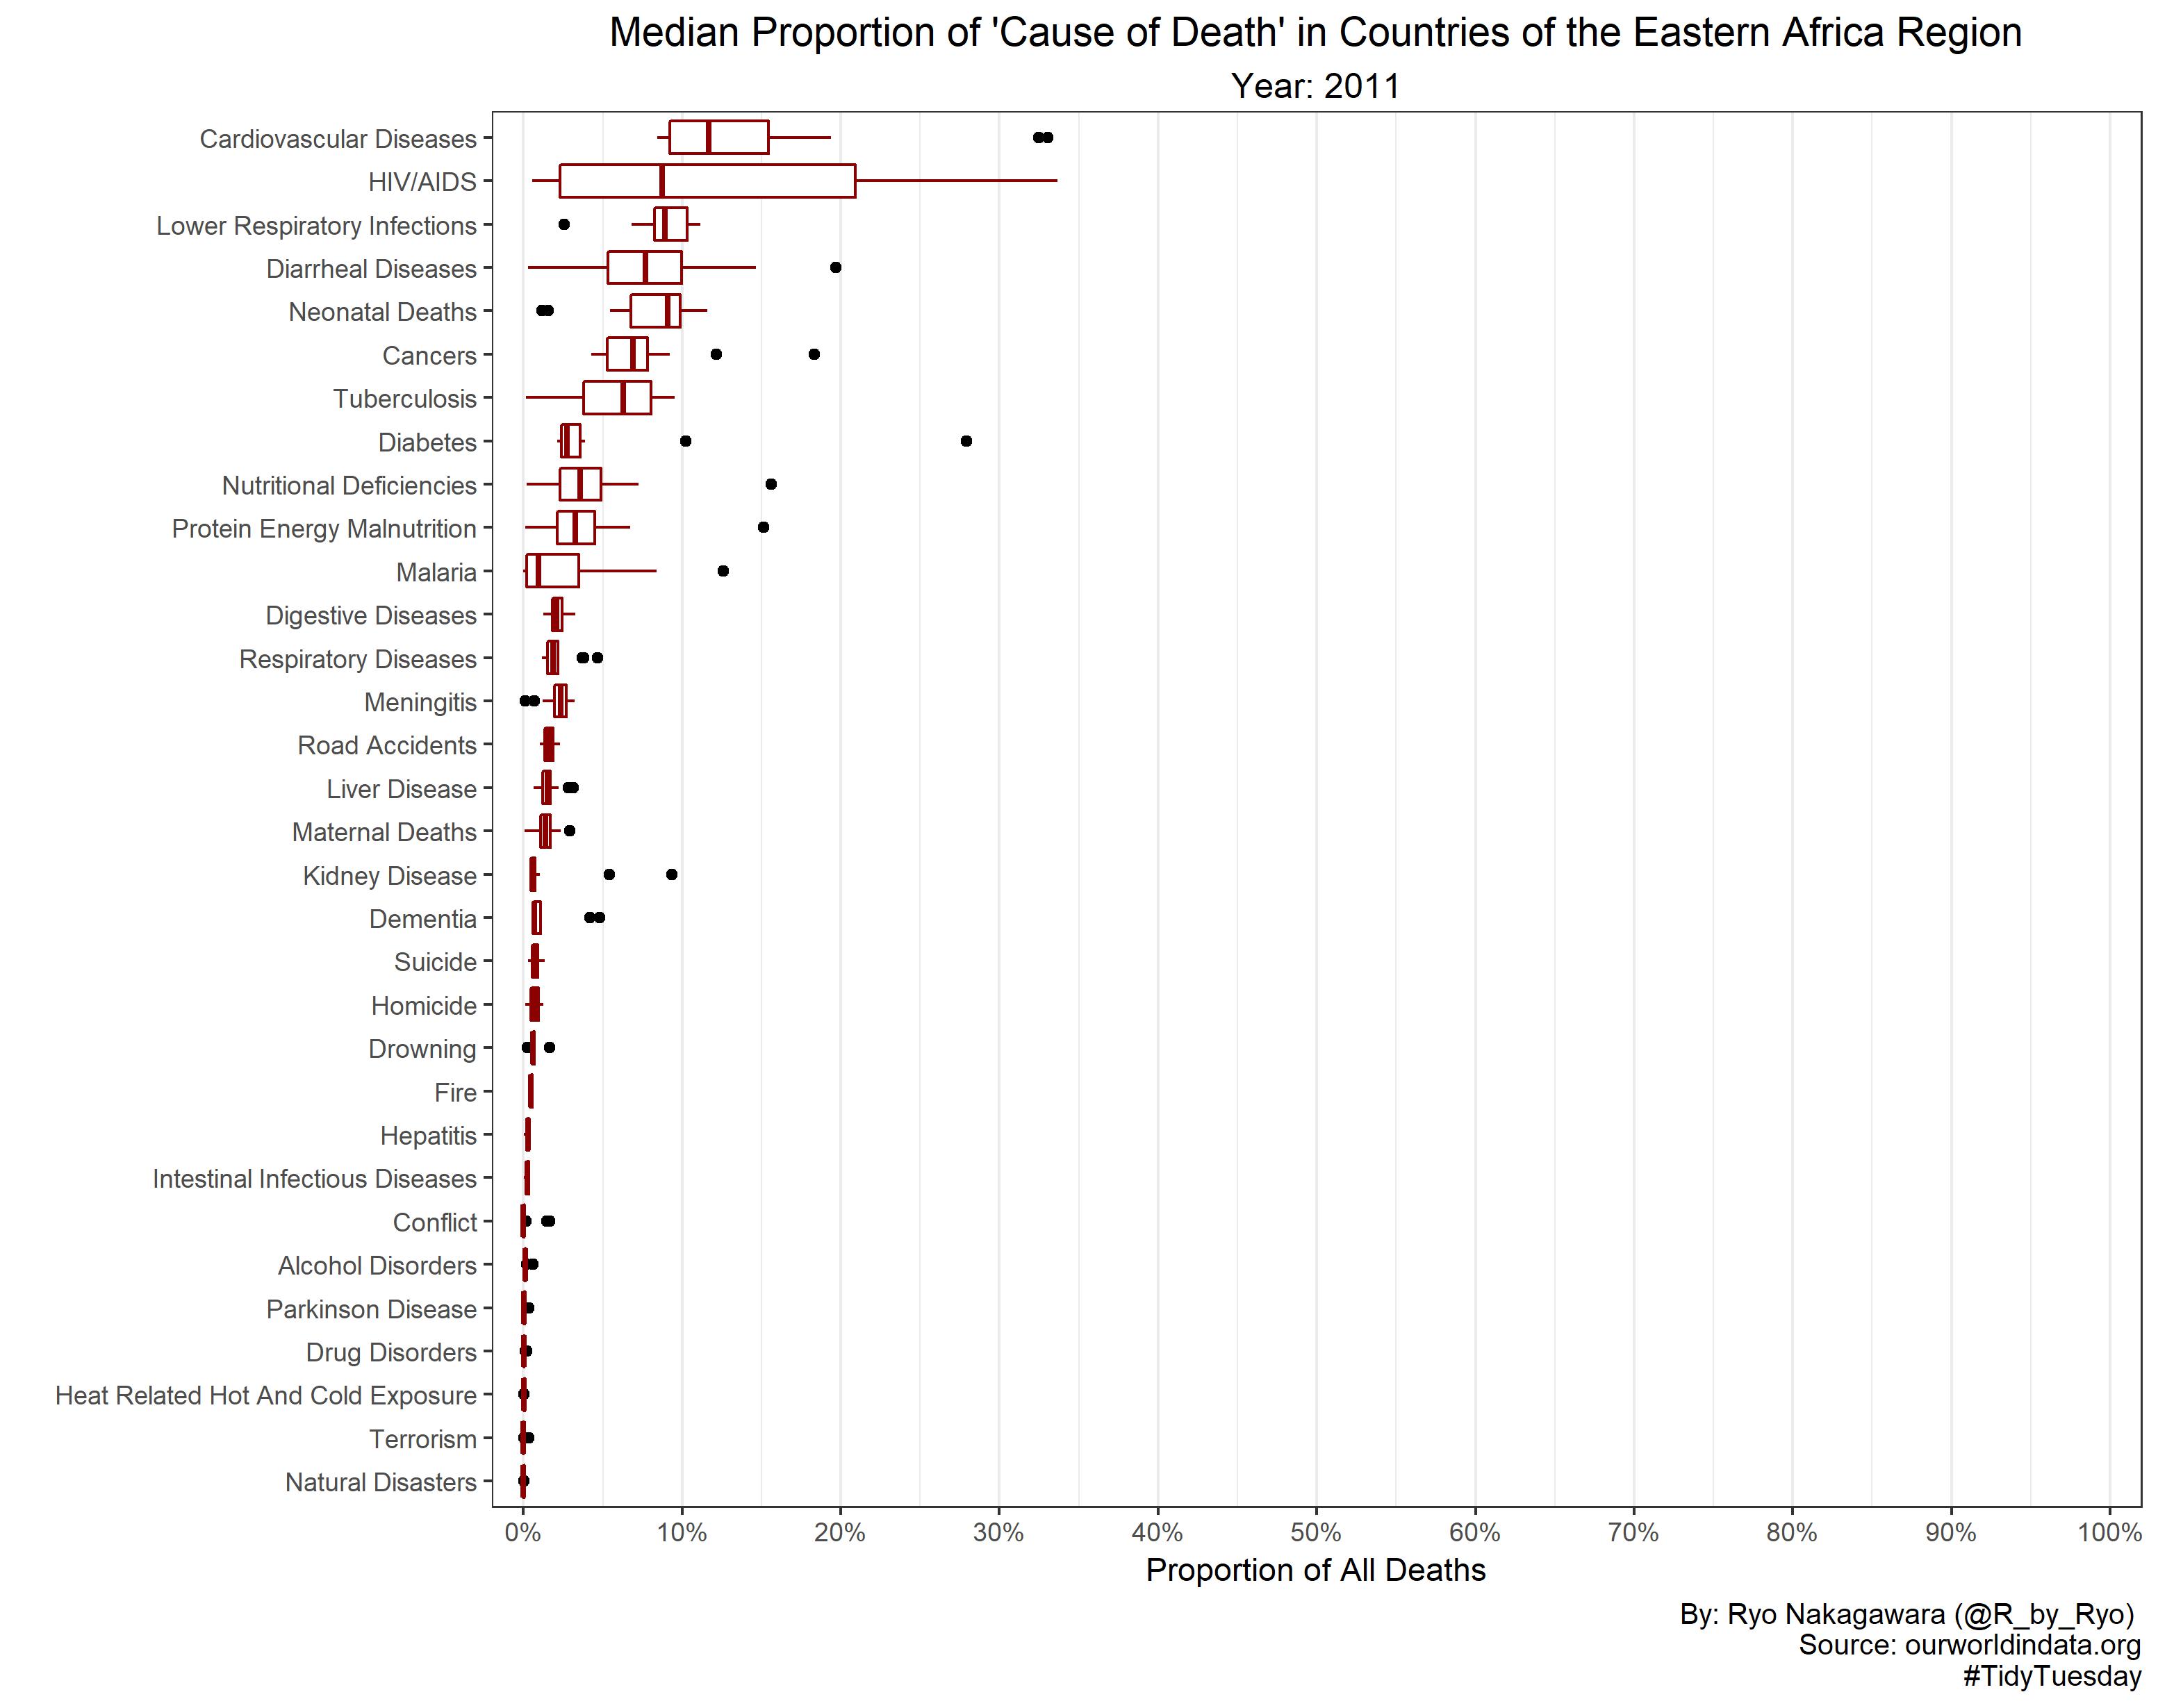 Median Proportion of 'Cause of Death' in Countries of the Eastern Africa Region
Year: 2011
Cardiovascular Diseases
HIV/AIDS
Lower Respiratory Infections
Diarrheal Diseases
Neonatal Deaths
Cancers
Tuberculosis
Diabetes
Nutritional Deficiencies
Protein Energy Malnutrition
Malaria
Digestive Diseases
Respiratory Diseases
Meningitis
Road Accidents
Liver Disease
Maternal Deaths
Kidney Disease
Dementia
Suicide
Homicide
Drowning
Fire
Hepatitis
Intestinal Infectious Diseases
Conflict
Alcohol Disorders
Parkinson Disease
Drug Disorders
Heat Related Hot And Cold Exposure
Terrorism
Natural Disasters
0% 10% 20% 30% 40% 50% 60% 70% 80% 90% 100%
Proportion of All Deaths
By: Ryo Nakagawara (@R_by_Ryo)
Source: ourworldindata.org
#TidyTuesday